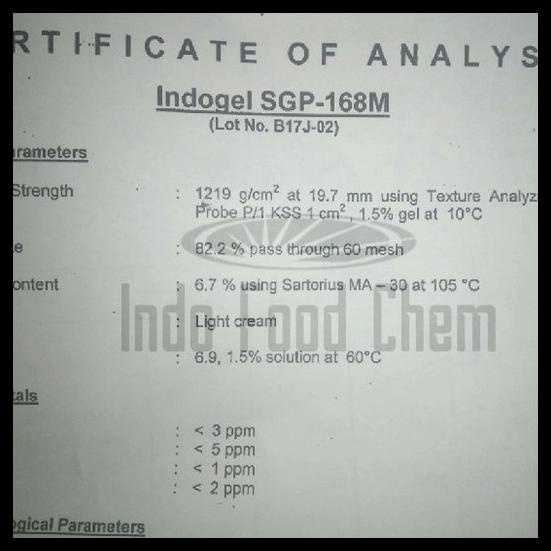 RTIFICATE OF ANALYS
Indogel SGP-168M
(Lot No. B17J-02)
arameters
Strength : 1219 g/cm² at 19.7 mm using Texture Analyz
Probe P/1 KSS 1 cm², 1.5% gel at 10°C
e : 82.2 % pass through 60 mesh
ontent : 6.7 % using Sartorius MA – 30 at 105 °C
: Light cream
: 6.9, 1.5% solution at 60°C
Indo Food Chem
tals
: < 3 ppm
: < 5 ppm
: < 1 ppm
: < 2 ppm
ogical Parameters